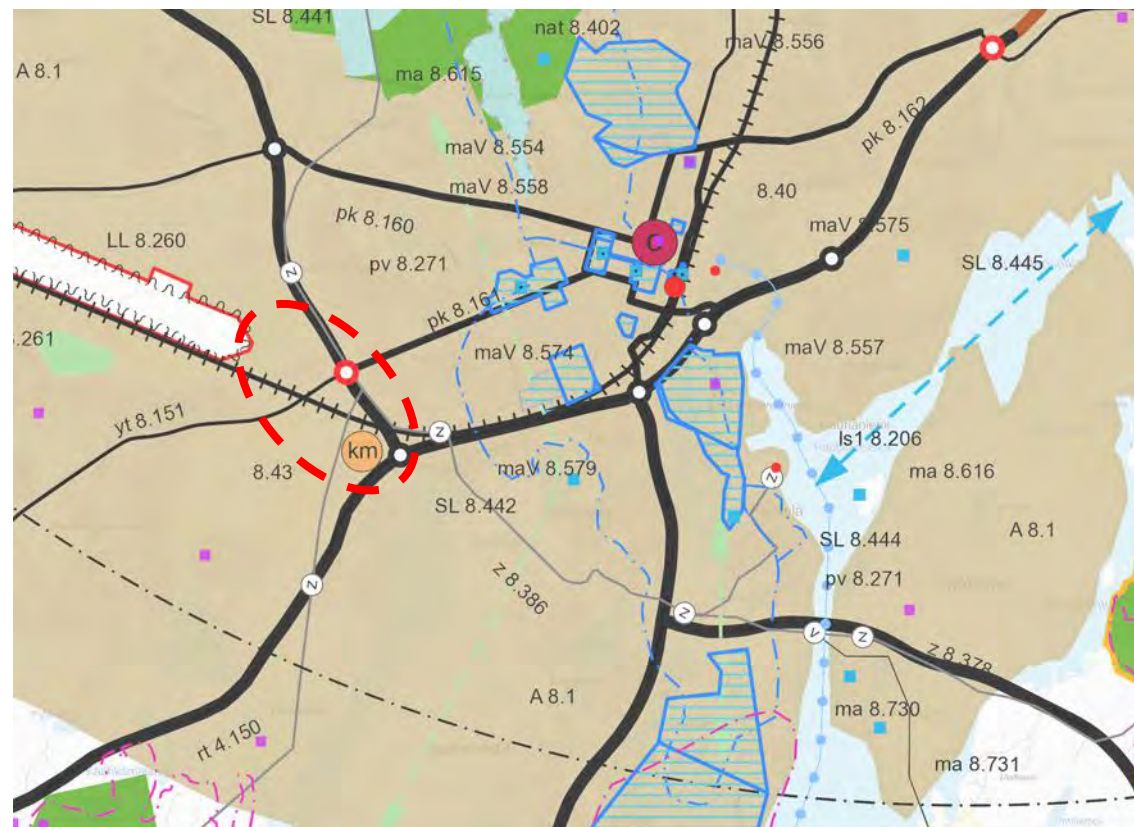 SL 8.441
nat 8.402
maV 8.556
A 8.1
ma 8.615
pk 8.162
maV 8.554
maV 8.558
8.40
pk 8.160
maV 8.575
C
LL 8.260
pv 8.271
SL 8.445
z
pk 8.161
.261
maV 8.574
maV 8.557
yt 8.151
z
km
ls1 8.206
8.43
maV 8.579
ma 8.616
z
SL 8.442
SL 8.444
A 8.1
z 8.386
pv 8.271
z
z
v
z
z 8.378
A 8.1
ma 8.730
rt 4.150
ma 8.731